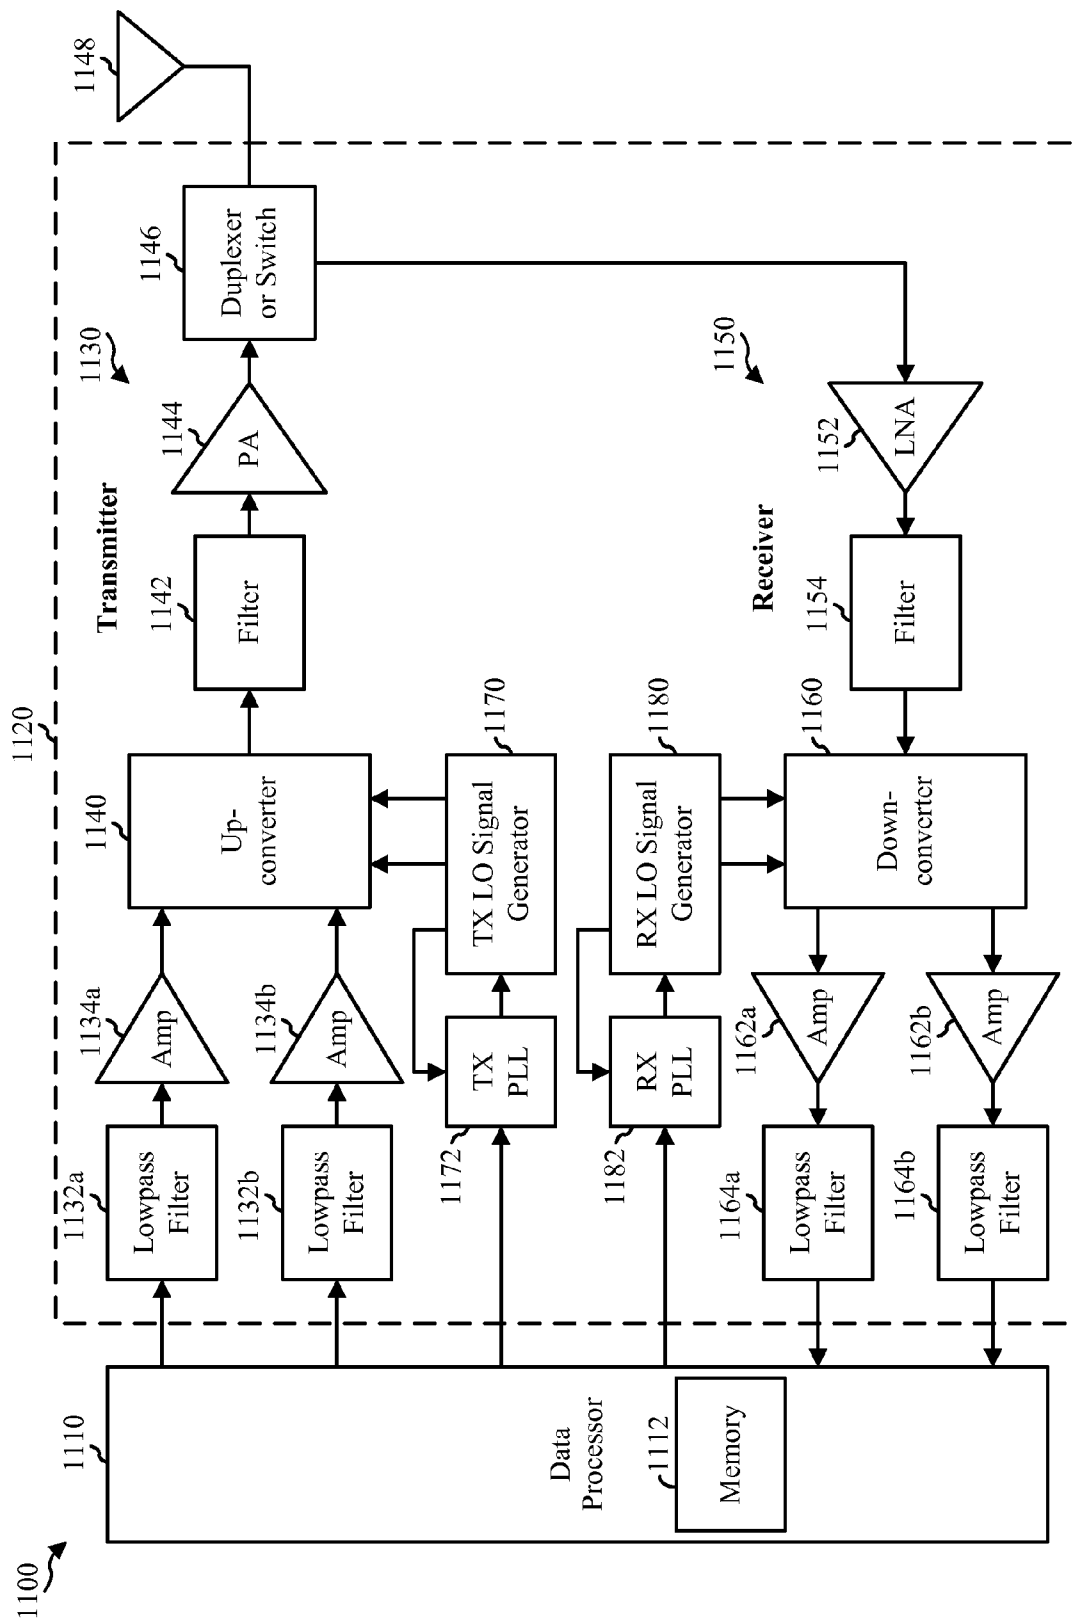 1100
1110
Data
Processor
1112
Memory
1120
1132a
Lowpass
Filter
1134a
Amp
1132b
Lowpass
Filter
1134b
Amp
1140
Up-
converter
Transmitter
1130
1142
Filter
1144
PA
1146
Duplexer
or Switch
1148
1172
TX
PLL
1170
TX LO Signal
Generator
1182
RX
PLL
1180
RX LO Signal
Generator
Receiver
1150
1152
LNA
1154
Filter
1160
Down-
converter
1162a
Amp
1164a
Lowpass
Filter
1162b
Amp
1164b
Lowpass
Filter